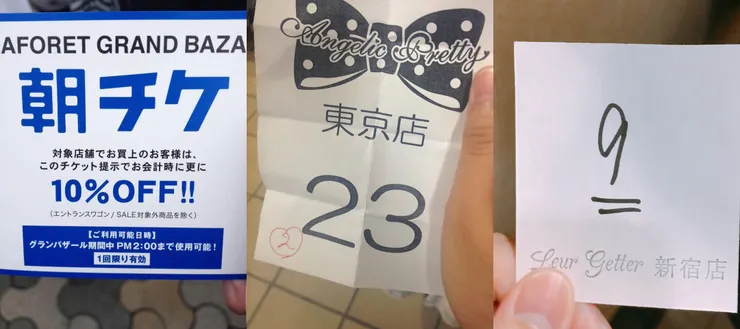 AFORET GRAND BAZA
朝チケ
対象店舗でお買上のお客様は、
このチケット提示でお会計時に更に
10%OFF!!
(エントランスワゴン / SALE対象外商品を除く)
【ご利用可能日時】
グランバザール期間中 PM2:00まで使用可能!
1回限り有効
Angelic Pretty
東京店
23
2
9
Fleur Getter 新宿店